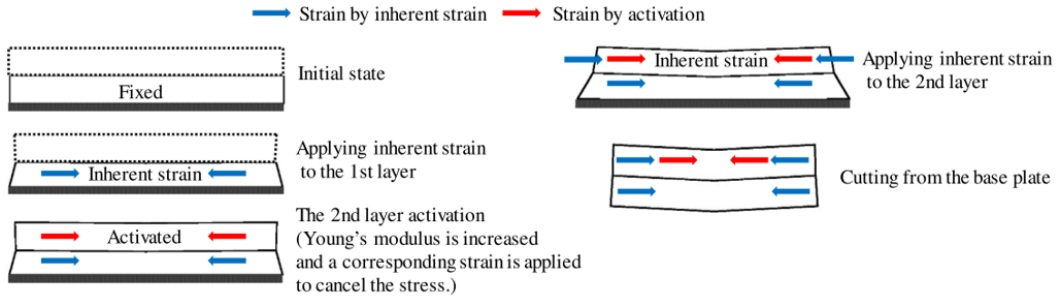 Strain by inherent strain
Strain by activation
Fixed
Initial state
Inherent strain
Applying inherent strain
to the 1st layer
Activated
The 2nd layer activation
(Young's modulus is increased
and a corresponding strain is applied
to cancel the stress.)
Inherent strain
Applying inherent strain
to the 2nd layer
Cutting from the base plate